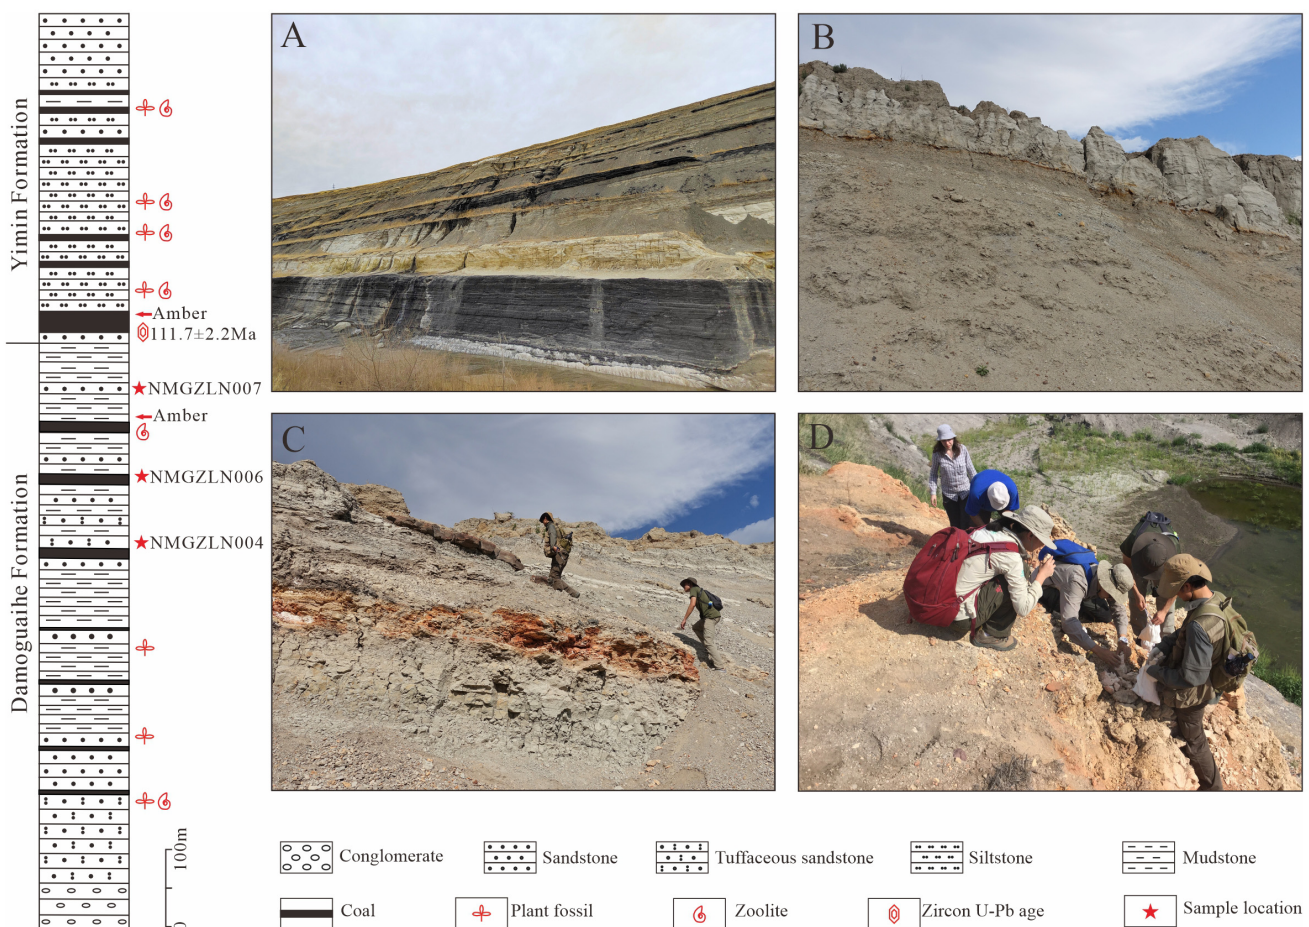 A
B
Yimin Formation
Amber
111.7±2.2Ma
NMGZLN007
Amber
C
D
NMGZLN006
Damoguaihe Formation
NMGZLN004
100m
0
Conglomerate
Sandstone
Tuffaceous sandstone
Siltstone
Mudstone
Coal
Plant fossil
Zoolite
Zircon U-Pb age
Sample location